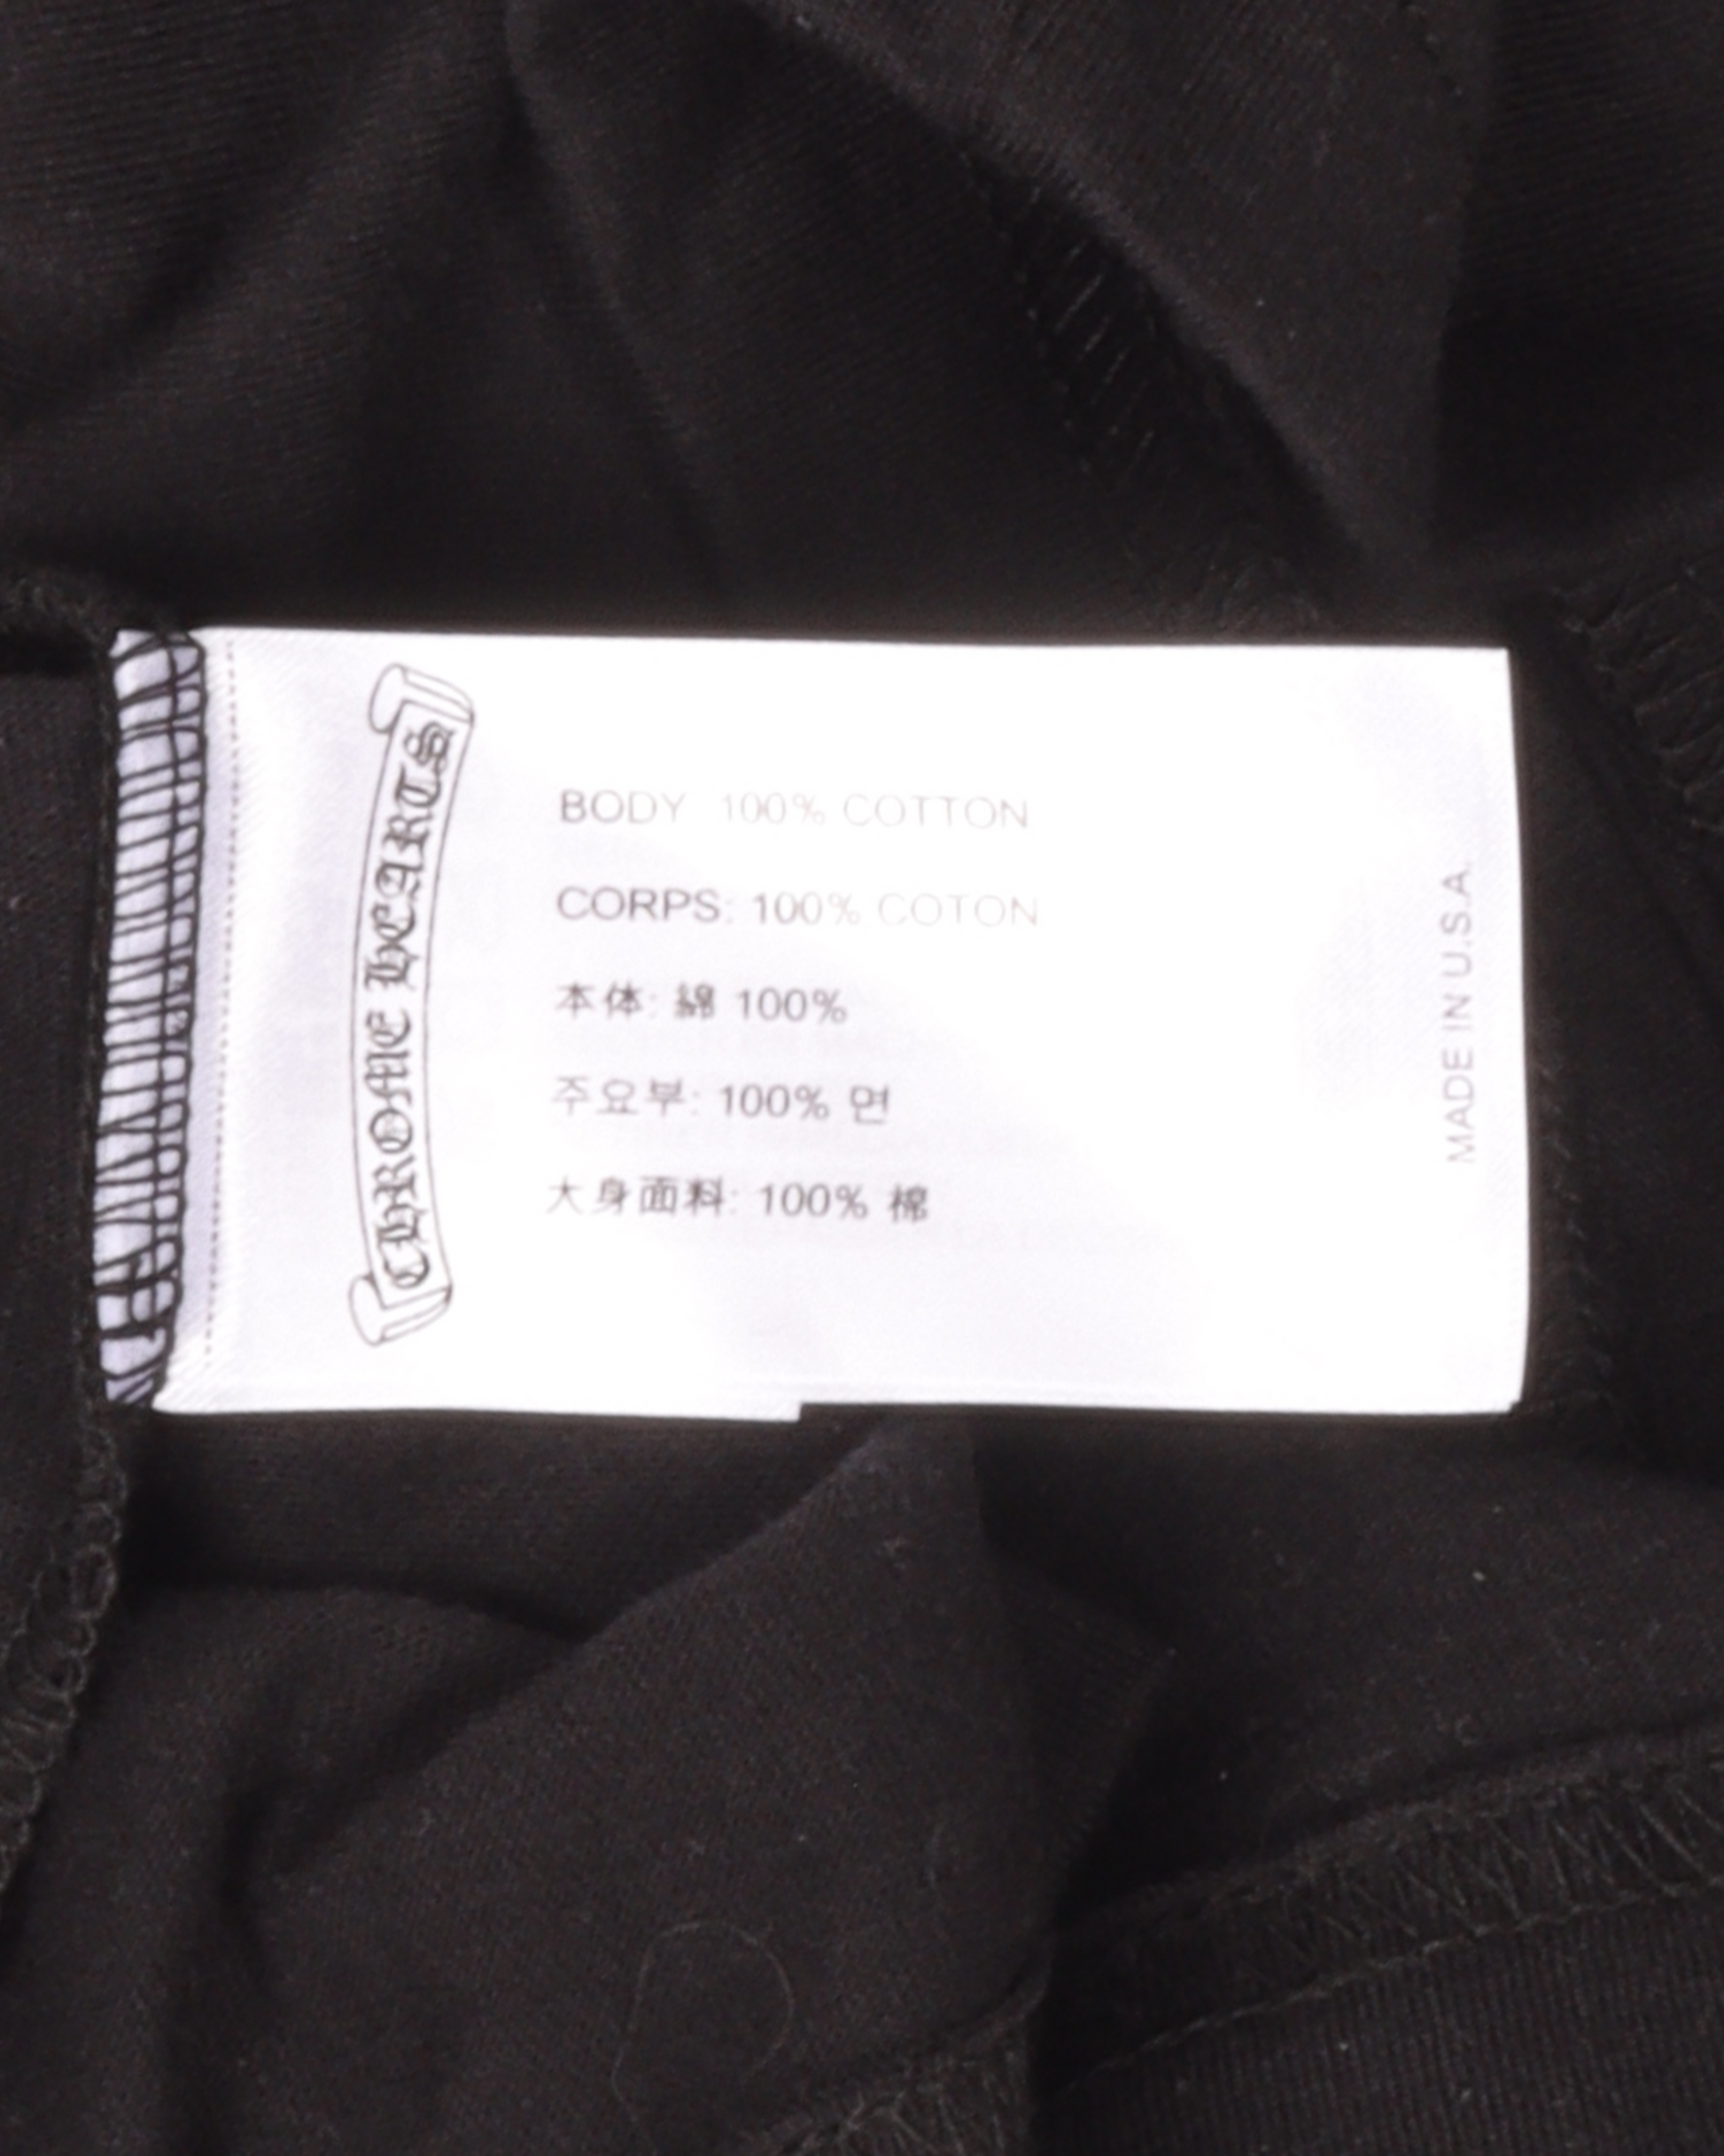 CHROME HEARTS
BODY 100% COTTON
CORPS: 100% COTON
本体: 綿 100%
주요부: 100% 면
大身面料: 100% 棉
MADE IN U.S.A.